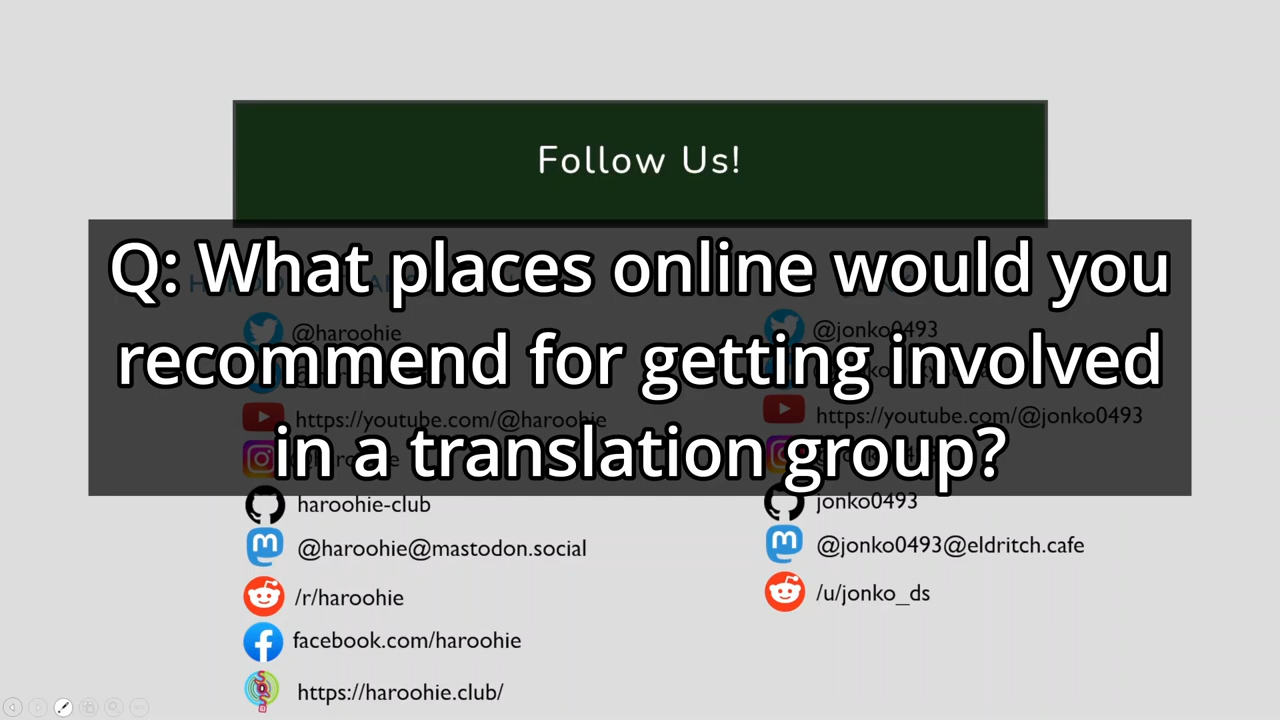 Follow Us!
Q: What places online would you
recommend for getting involved
in a translation group?
@haroohie
https://youtube.com/@haroohie
haroohie-club
@haroohie@mastodon.social
/r/haroohie
facebook.com/haroohie
https://haroohie.club/
@jonko0493
https://youtube.com/@jonko0493
jonko0493
@jonko0493@eldritch.cafe
/u/jonko_ds